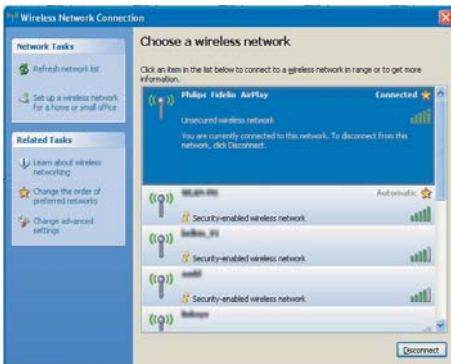 Wireless Network Connection
Network Tasks
Refresh network list
Set up a wireless network
for a home or small office
Related Tasks
Learn about wireless
networking
Change the order of
preferred networks
Change advanced
settings
Choose a wireless network
Click an item in the list below to connect to a wireless network in range or to get more
information.
Philips Fidelio AirPlay Connected
Unsecured wireless network
You are currently connected to this network. To disconnect from this
network, click Disconnect.
Automatic
Security-enabled wireless network
Security-enabled wireless network
Security-enabled wireless network
Disconnect